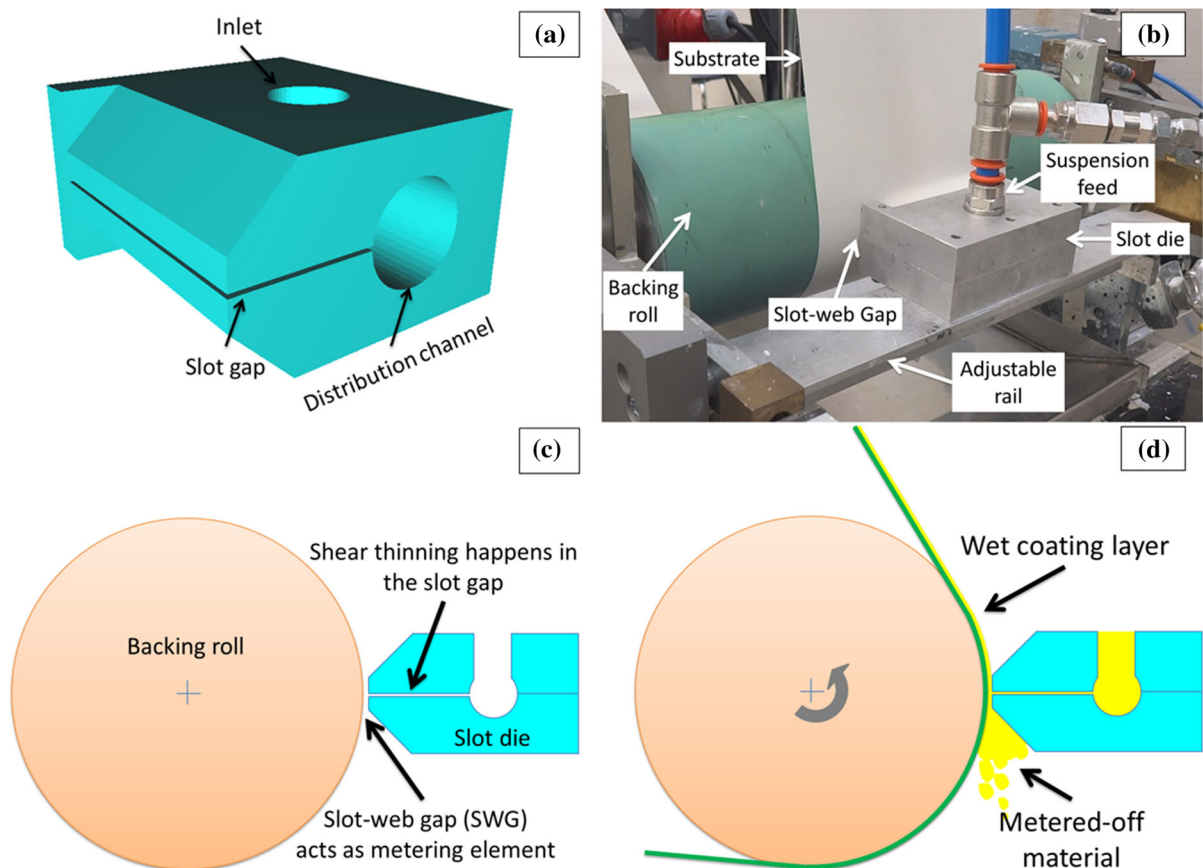 (a)
Inlet
Slot gap
Distribution channel
(b)
Substrate
Suspension
feed
Slot die
Backing
roll
Slot-web Gap
Adjustable
rail
(c)
Shear thinning happens in
the slot gap
Backing roll
Slot die
Slot-web gap (SWG)
acts as metering element
(d)
Wet coating layer
Metered-off
material